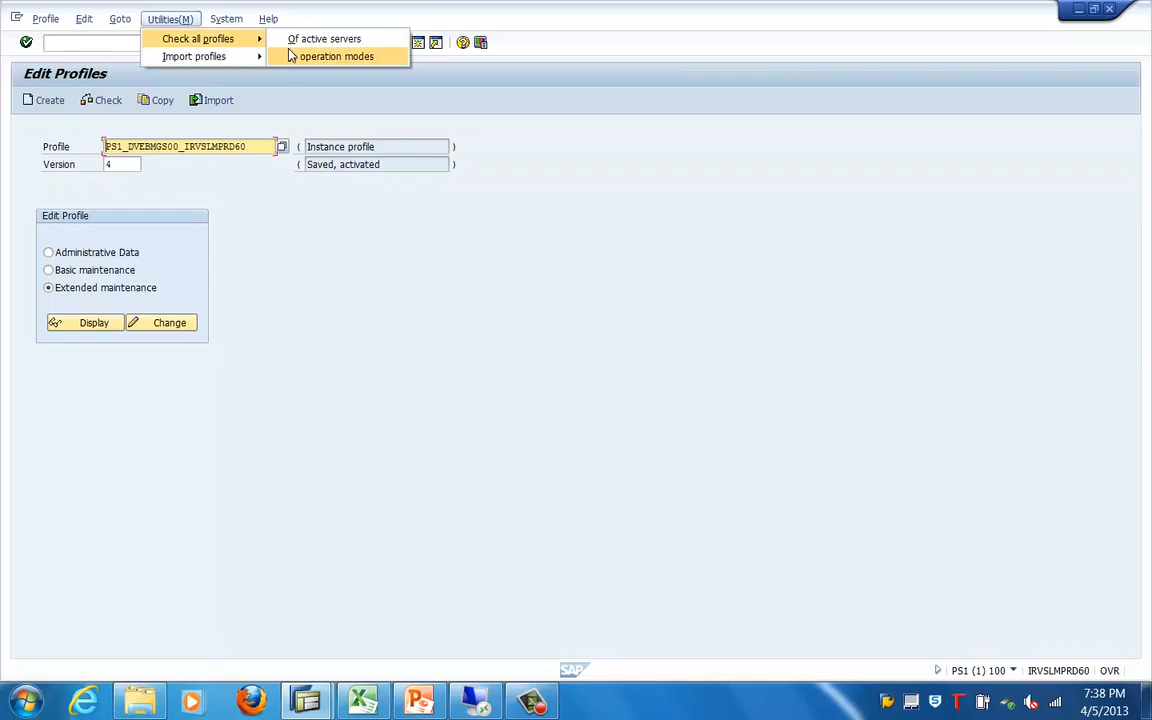 Profile Edit Goto Utilities(M) System Help
Check all profiles Of active servers
Import profiles operation modes
Edit Profiles
Create Check Copy Import
Profile PS1_DVEBMGS00_IRVSLMPRD60 ( Instance profile )
Version 4 ( Saved, activated )
Edit Profile
Administrative Data
Basic maintenance
Extended maintenance
Display Change
SAP PS1 (1) 100 IRVSLMPRD60 OVR
7:38 PM
4/5/2013